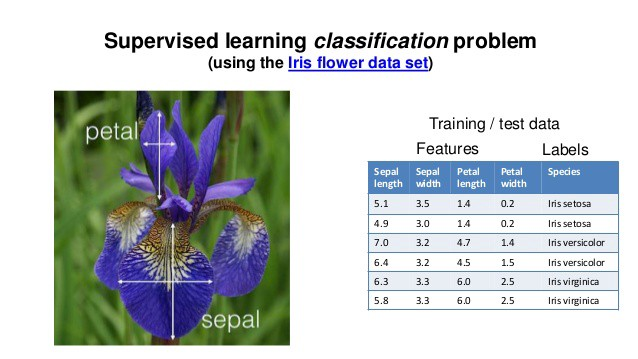 Supervised learning classification problem
(using the Iris flower data set)
petal
sepal
Training / test data
Features Labels
Sepal length Sepal width Petal length Petal width Species
5.1 3.5 1.4 0.2 Iris setosa
4.9 3.0 1.4 0.2 Iris setosa
7.0 3.2 4.7 1.4 Iris versicolor
6.4 3.2 4.5 1.5 Iris versicolor
6.3 3.3 6.0 2.5 Iris virginica
5.8 3.3 6.0 2.5 Iris virginica